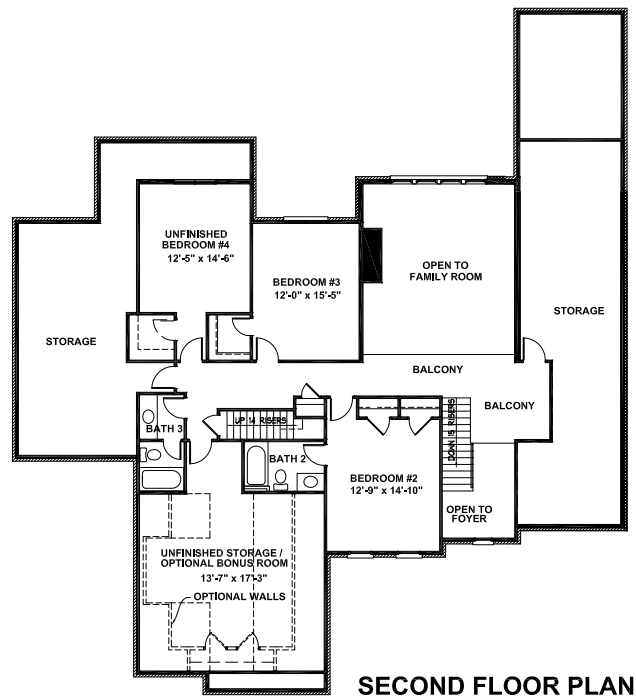 UNFINISHED
BEDROOM #4
12'-5" x 14'-6"
BEDROOM #3
12'-0" x 15'-5"
OPEN TO
FAMILY ROOM
STORAGE
STORAGE
BALCONY
BALCONY
UP 14 RISERS
DOWN 15 RISERS
BATH 3
BATH 2
BEDROOM #2
12'-9" x 14'-10"
OPEN TO
FOYER
UNFINISHED STORAGE /
OPTIONAL BONUS ROOM
13'-7" x 17'-3"
OPTIONAL WALLS
SECOND FLOOR PLAN